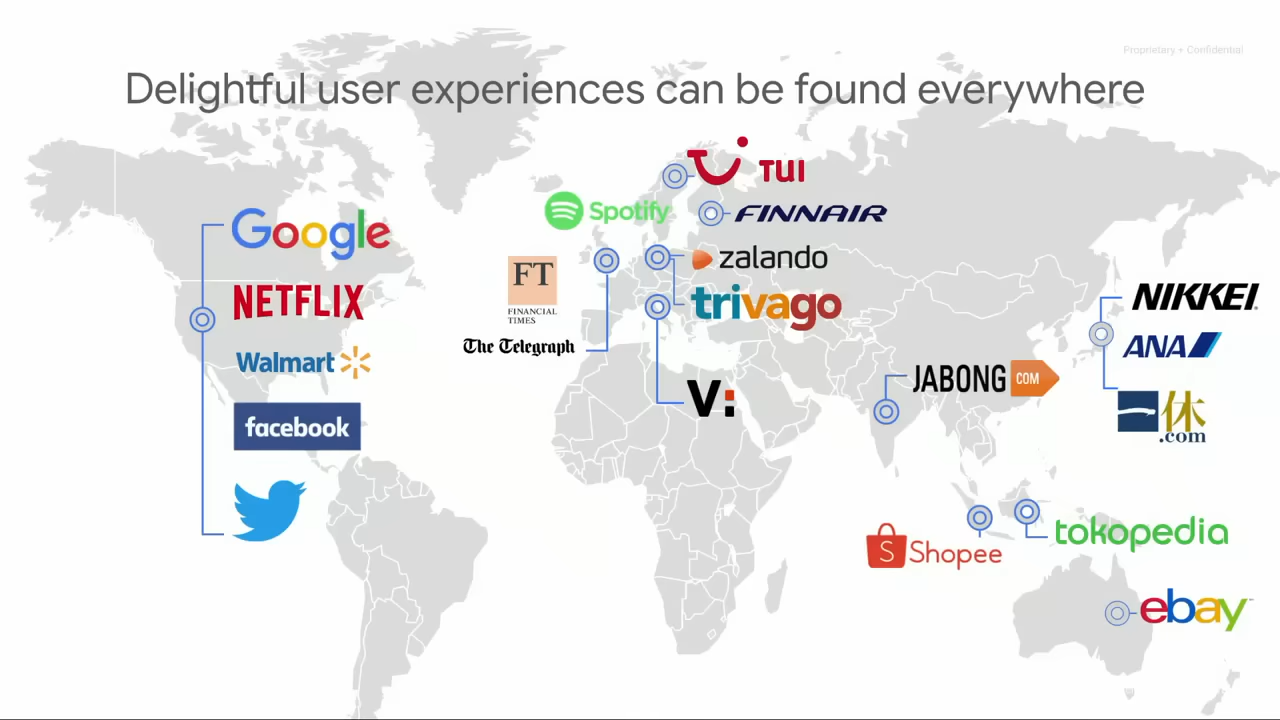 Proprietary + Confidential
Delightful user experiences can be found everywhere
Google
NETFLIX
Walmart
facebook
Spotify
FT
FINANCIAL
TIMES
The Telegraph
TUI
FINNAIR
zalando
trivago
V:
JABONG COM
NIKKEI
ANA
一休
.com
S Shopee
tokopedia
ebay